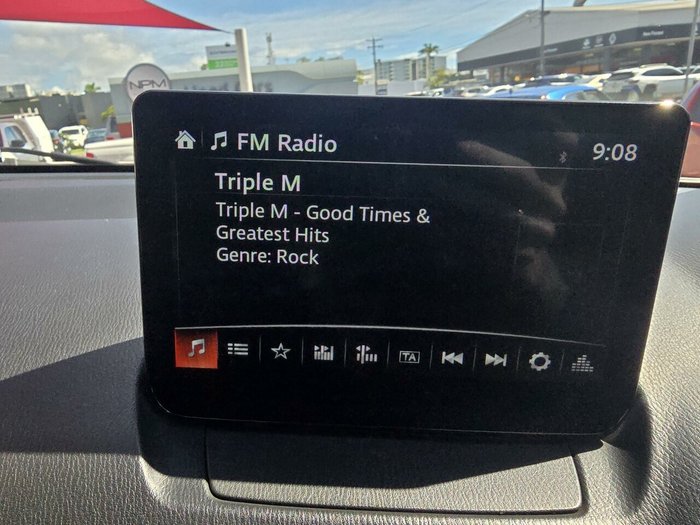 NPM
FM Radio
9:08
Triple M
Triple M - Good Times &
Greatest Hits
Genre: Rock
TA